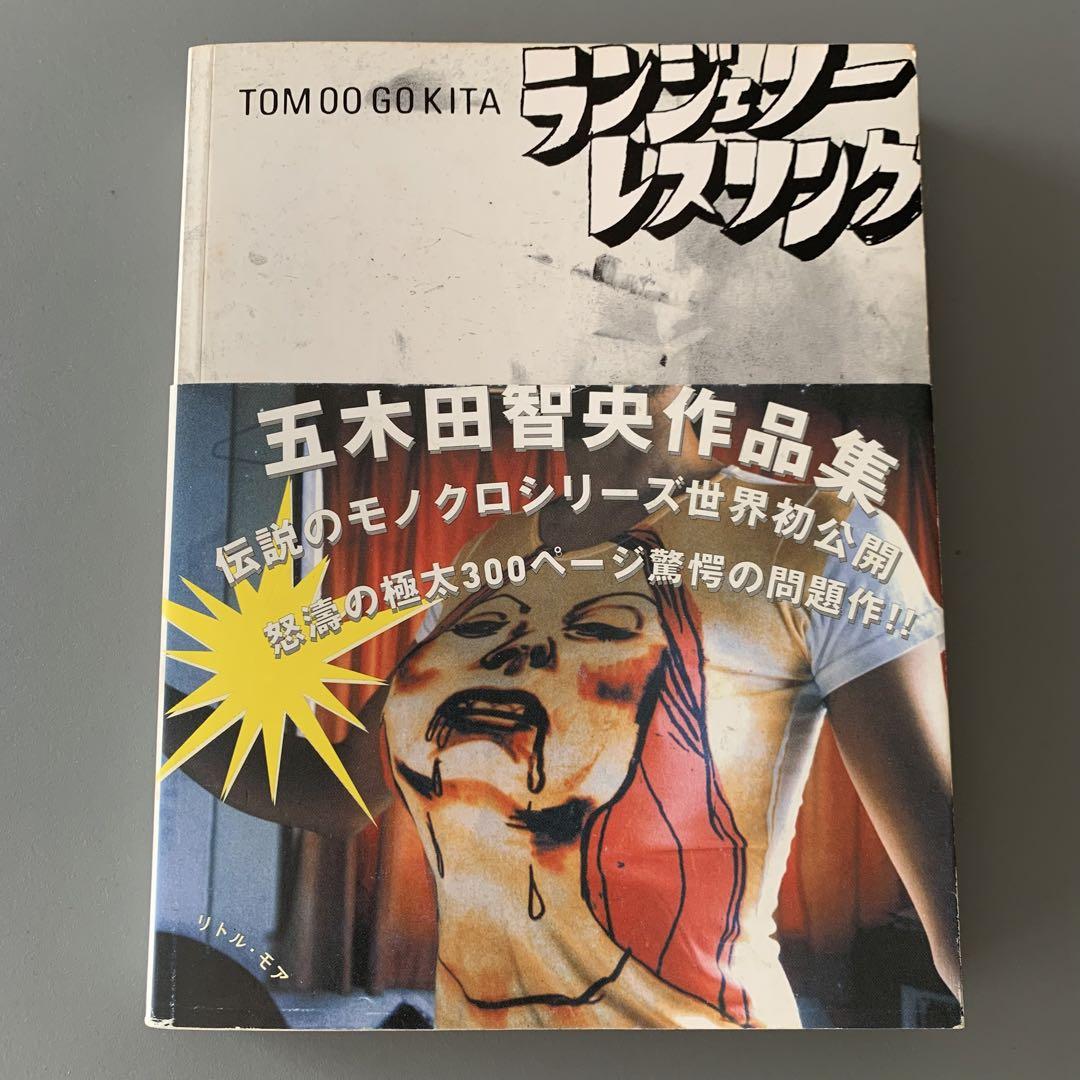 TOMOO GOKITA
ランジェリー
レスリング
五木田智央作品集
伝説のモノクロシリーズ世界初公開
怒濤の極太300ページ驚愕の問題作!!
リトル・モア